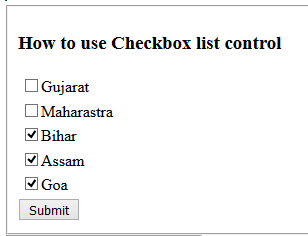 How to use Checkbox list control
Gujarat
Maharastra
Bihar
Assam
Goa
Submit